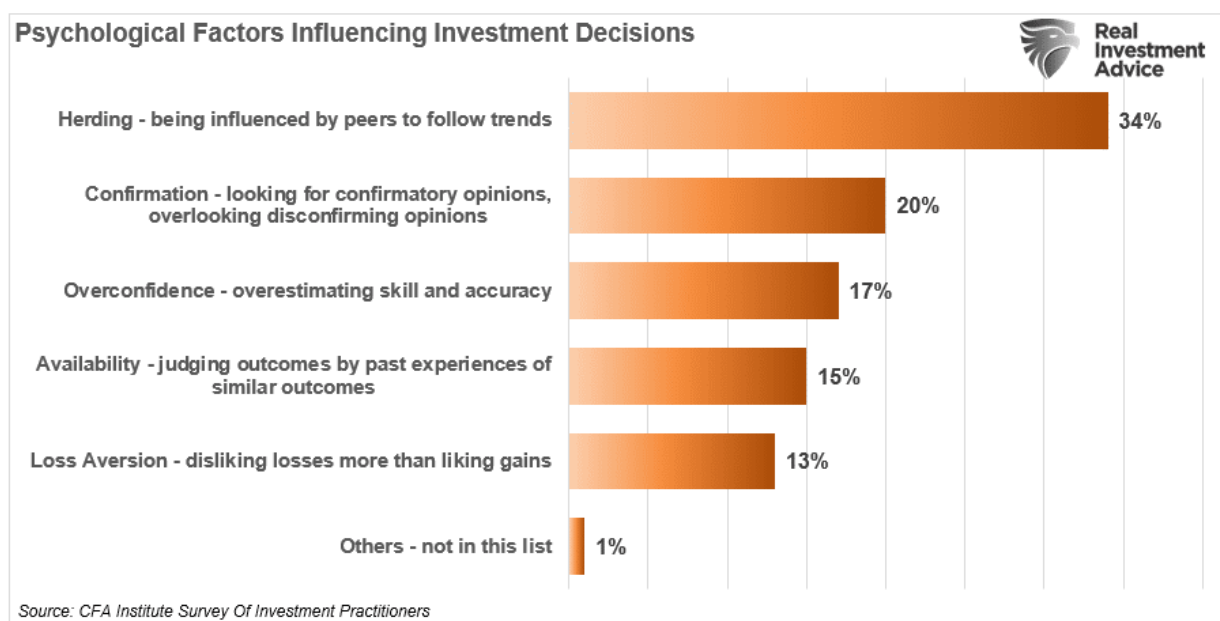 Psychological Factors Influencing Investment Decisions
Real
Investment
Advice
Herding - being influenced by peers to follow trends
34%
Confirmation - looking for confirmatory opinions,
overlooking disconfirming opinions
20%
Overconfidence - overestimating skill and accuracy
17%
Availability - judging outcomes by past experiences of
similar outcomes
15%
Loss Aversion - disliking losses more than liking gains
13%
Others - not in this list
1%
Source: CFA Institute Survey Of Investment Practitioners